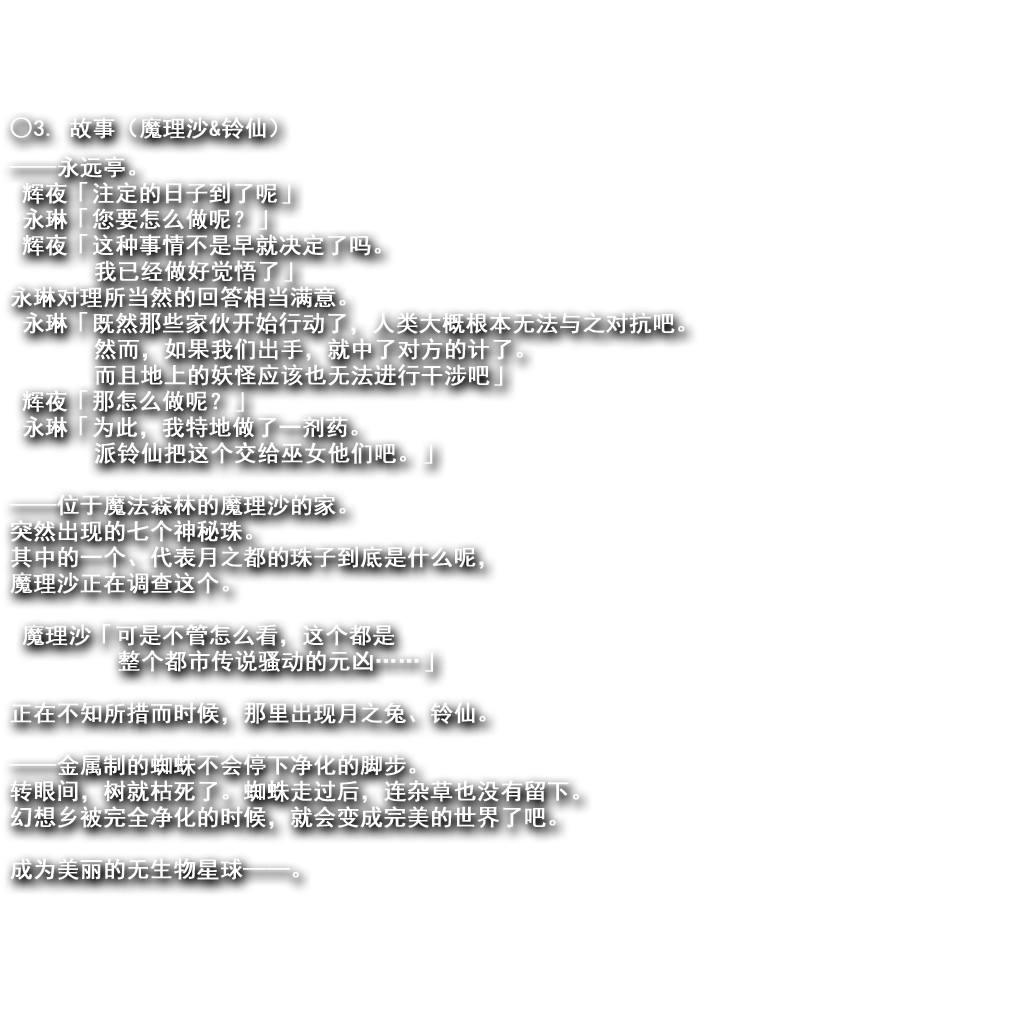 ○3. 故事（魔理沙&铃仙）
——永远亭。
辉夜「注定的日子到了呢」
永琳「您要怎么做呢？」
辉夜「这种事情不是早就决定了吗。
我已经做好觉悟了」
永琳对理所当然的回答相当满意。
永琳「既然那些家伙开始行动了，人类大概根本无法与之对抗吧。
然而，如果我们出手，就中了对方的计了。
而且地上的妖怪应该也无法进行干涉吧」
辉夜「那怎么做呢？」
永琳「为此，我特地做了一剂药。
派铃仙把这个交给巫女他们吧。」
——位于魔法森林的魔理沙的家。
突然出现的七个神秘珠。
其中的一个、代表月之都的珠子到底是什么呢，
魔理沙正在调查这个。
魔理沙「可是不管怎么看，这个都是
整个都市传说骚动的元凶……」
正在不知所措而时候，那里出现月之兔、铃仙。
——金属制的蜘蛛不会停下净化的脚步。
转眼间，树就枯死了。蜘蛛走过后，连杂草也没有留下。
幻想乡被完全净化的时候，就会变成完美的世界了吧。
成为美丽的无生物星球——。